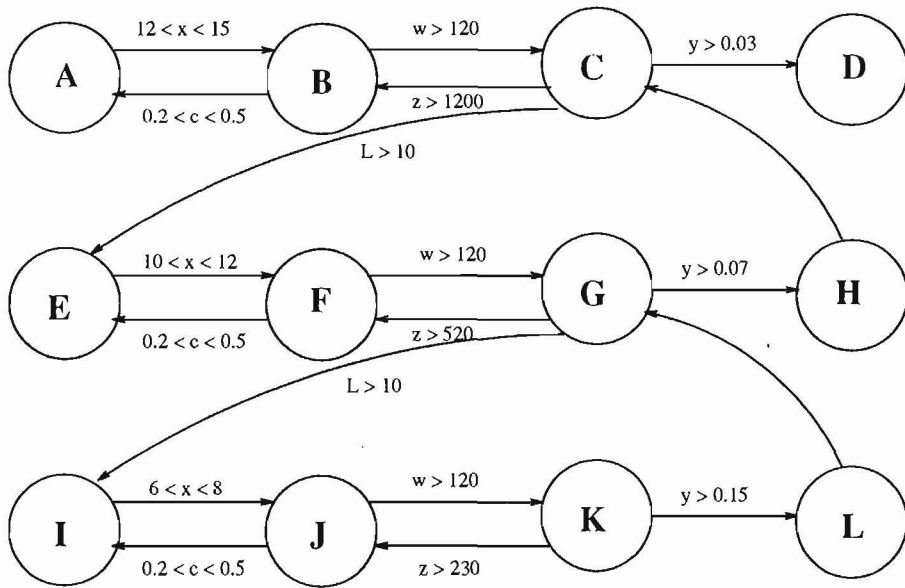 12 < x < 15
w > 120
y > 0.03
A
B
C
D
0.2 < c < 0.5
z > 1200
L > 10
10 < x < 12
w > 120
y > 0.07
E
F
G
H
0.2 < c < 0.5
z > 520
L > 10
6 < x < 8
w > 120
y > 0.15
I
J
K
L
0.2 < c < 0.5
z > 230